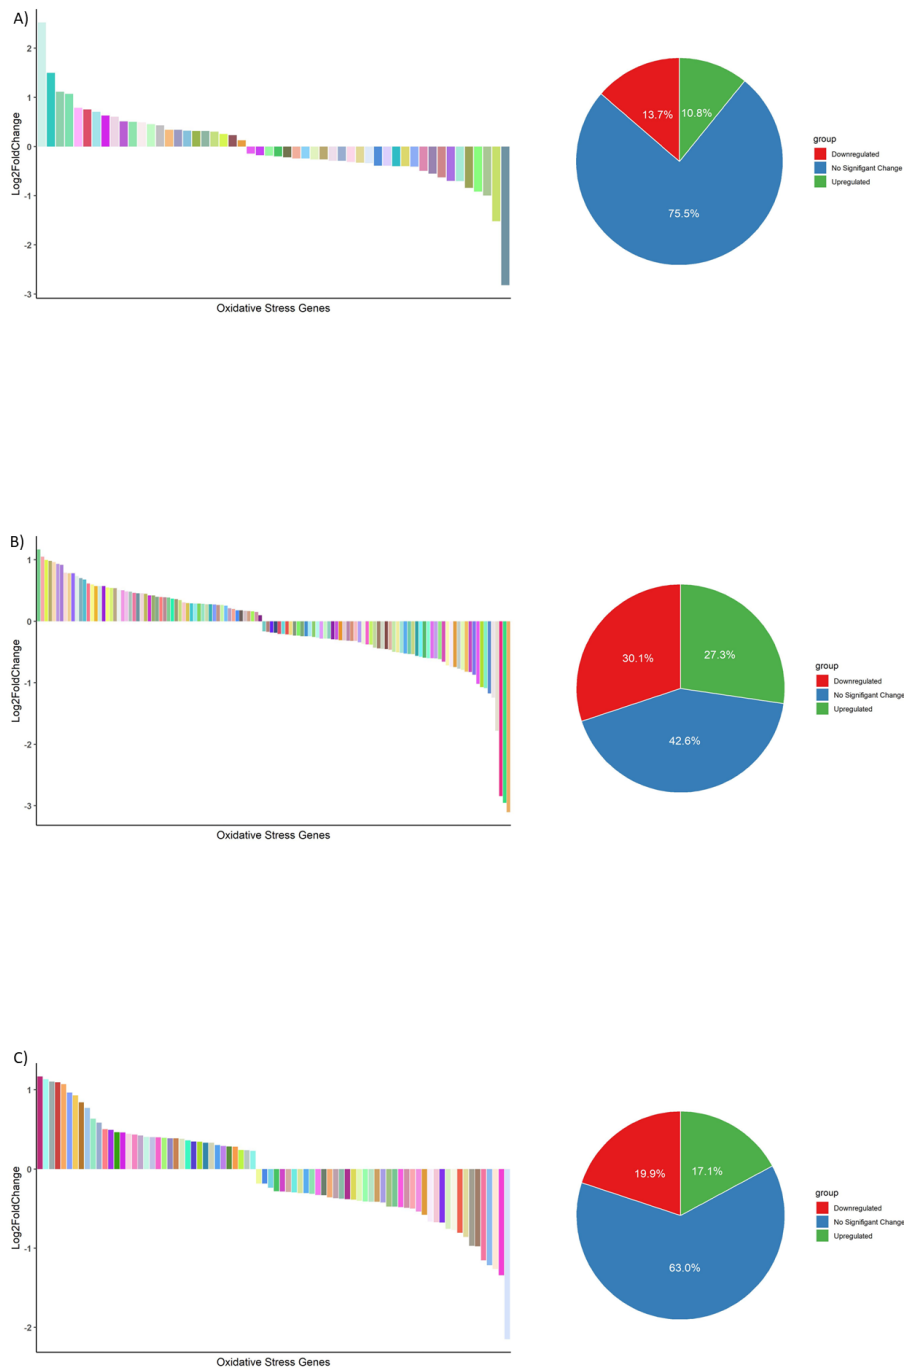 A)
Log2FoldChange
2
1
0
-1
-2
-3
Oxidative Stress Genes
13.7%
10.8%
75.5%
group
Downregulated
No Signifigant Change
Upregulated
B)
Log2FoldChange
1
0
-1
-2
-3
Oxidative Stress Genes
30.1%
27.3%
42.6%
group
Downregulated
No Signifigant Change
Upregulated
C)
Log2FoldChange
1
0
-1
-2
Oxidative Stress Genes
19.9%
17.1%
63.0%
group
Downregulated
No Signifigant Change
Upregulated